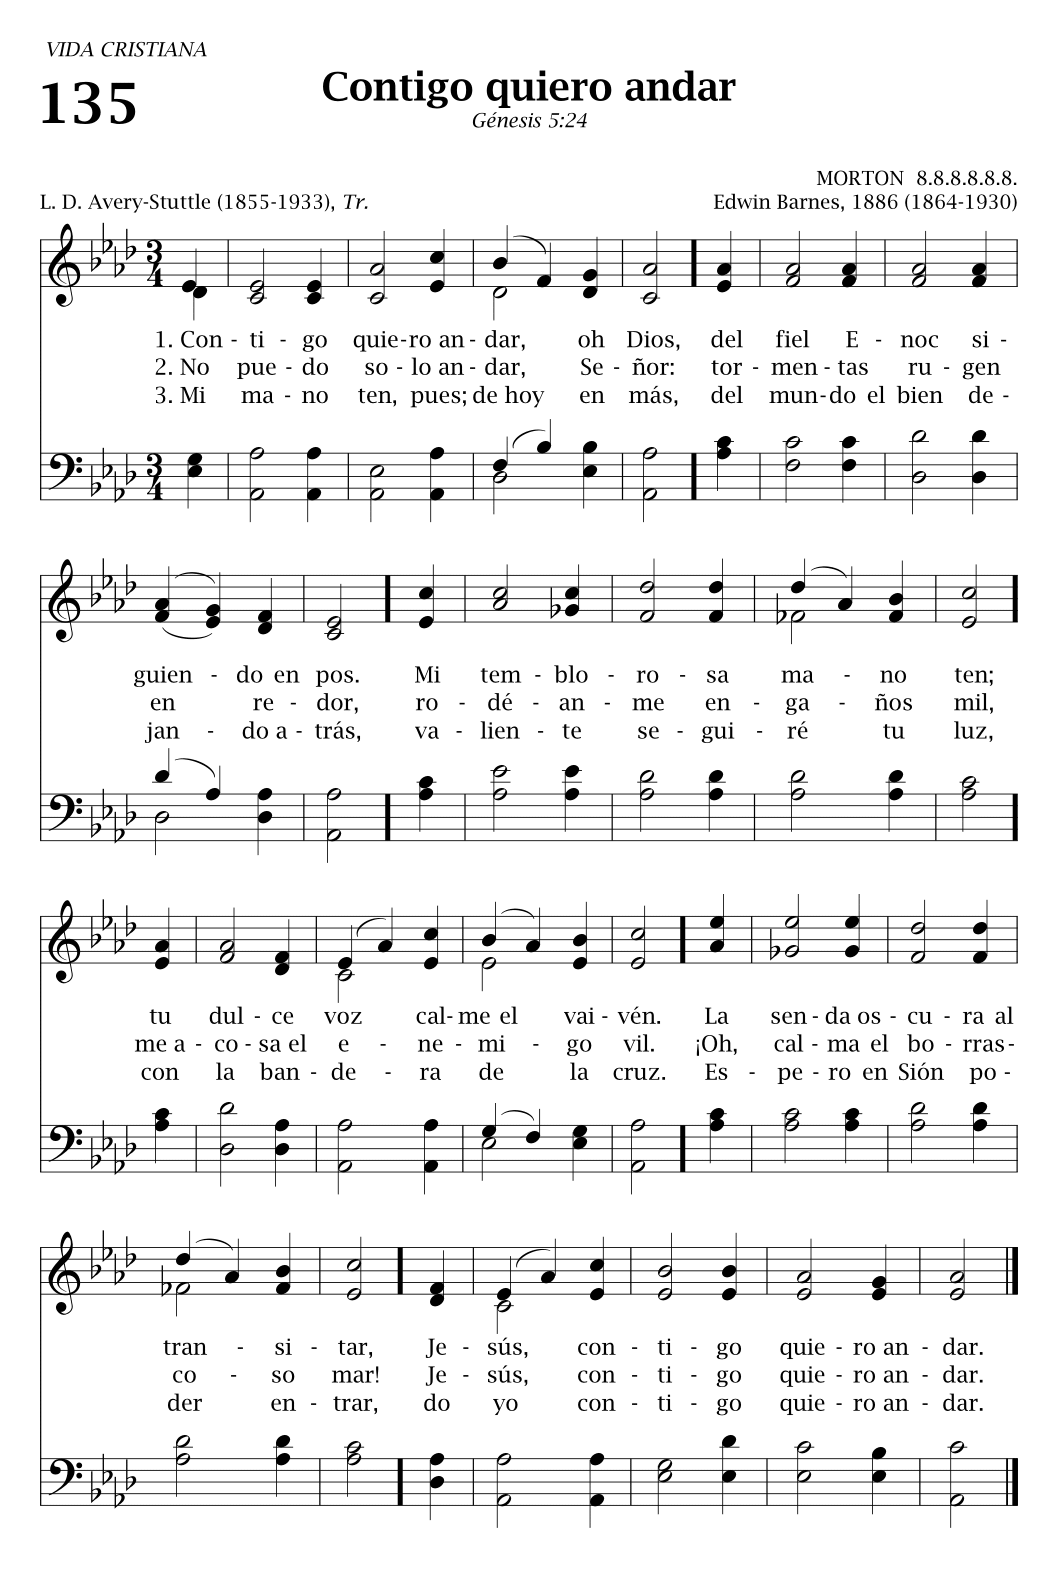 VIDA CRISTIANA
135
Contigo quiero andar
Génesis 5:24
MORTON 8.8.8.8.8.8.
L. D. Avery-Stuttle (1855-1933), Tr.
Edwin Barnes, 1886 (1864-1930)
3
4
1. Con - ti - go quie-ro an - dar, oh Dios, del fiel E - noc si -
2. No pue - do so - lo an - dar, Se - ñor: tor - men - tas ru - gen
3. Mi ma - no ten, pues; de hoy en más, del mun-do el bien de -
3
4
guien - do en pos. Mi tem - blo - ro - sa ma - no ten;
en re - dor, ro - dé - an - me en - ga - ños mil,
jan - do a - trás, va - lien - te se - gui - ré tu luz,
tu dul - ce voz cal-me el vai - vén. La sen - da os - cu - ra al
me a - co - sa el e - ne - mi - go vil. ¡Oh, cal - ma el bo - rras-
con la ban - de - ra de la cruz. Es - pe - ro en Sión po -
tran - si - tar, Je - sús, con - ti - go quie - ro an - dar.
co - so mar! Je - sús, con - ti - go quie - ro an - dar.
der en - trar, do yo con - ti - go quie - ro an - dar.